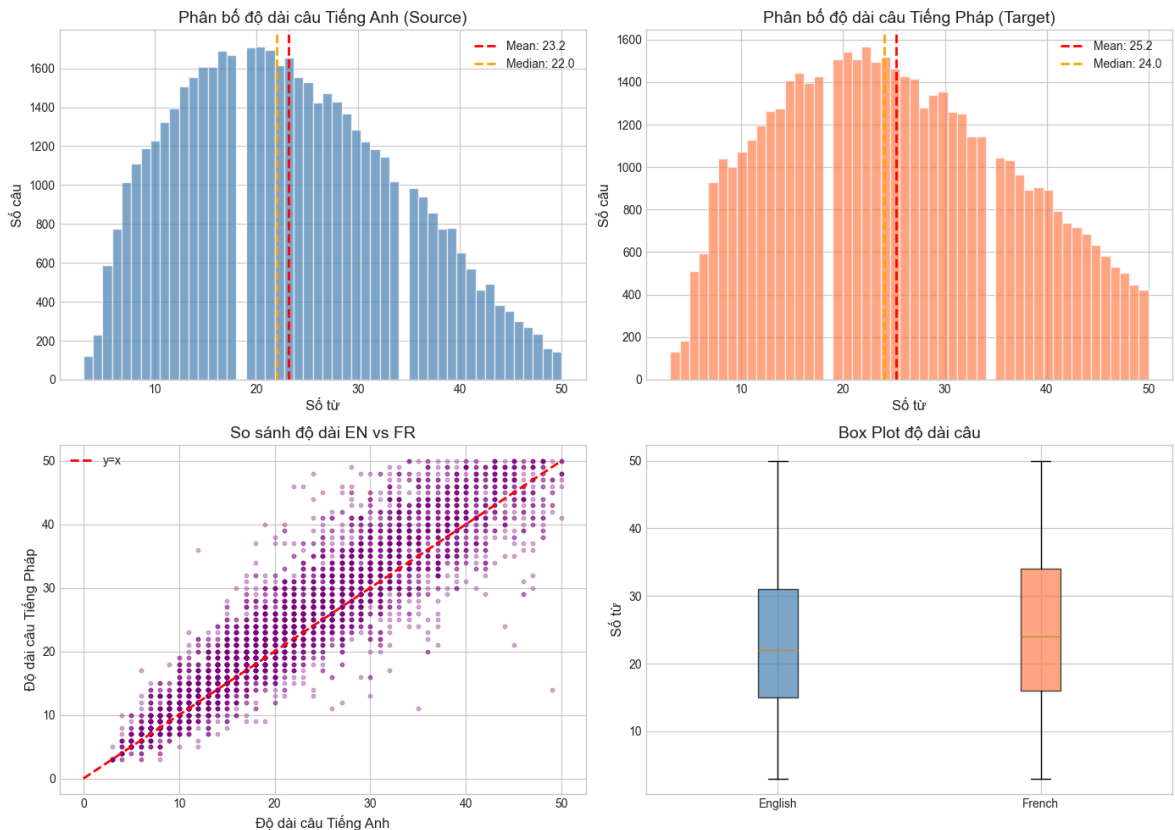 Phân bố độ dài câu Tiếng Anh (Source)
Mean: 23.2
Median: 22.0
Số câu
1600
1400
1200
1000
800
600
400
200
0
10
20
30
40
50
Số từ
Phân bố độ dài câu Tiếng Pháp (Target)
Mean: 25.2
Median: 24.0
Số câu
1600
1400
1200
1000
800
600
400
200
0
10
20
30
40
50
Số từ
So sánh độ dài EN vs FR
y=x
Độ dài câu Tiếng Pháp
50
40
30
20
10
0
0
10
20
30
40
50
Độ dài câu Tiếng Anh
Box Plot độ dài câu
Số từ
50
40
30
20
10
English
French